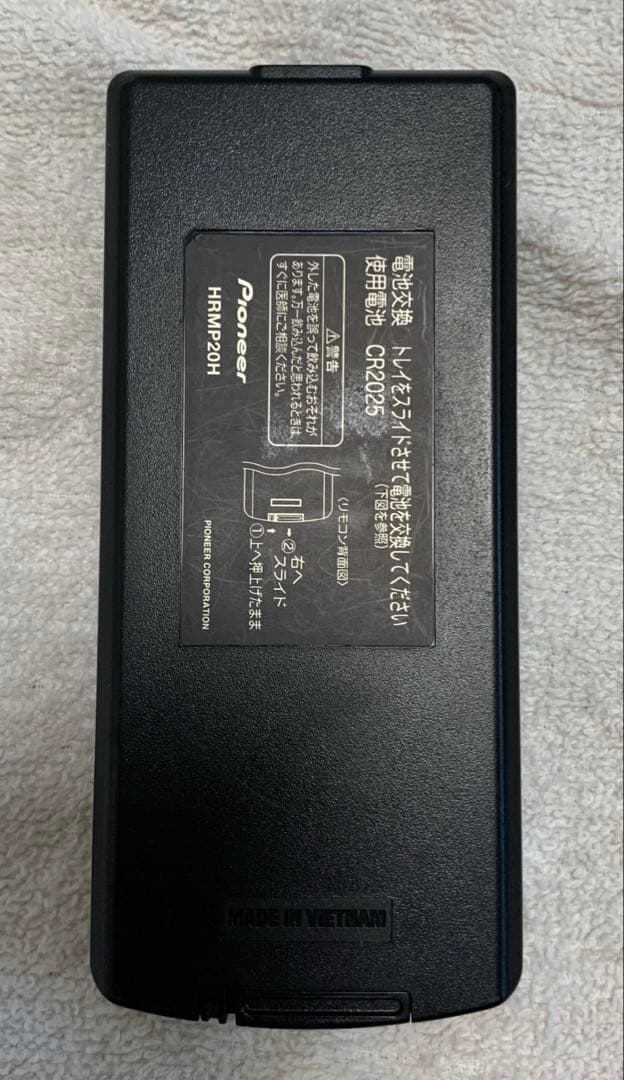 電池交換 トレイをスライドさせて電池を交換してください
使用電池 CR2025 (下図を参照)
⚠警告
外した電池を誤って飲み込むおそれが
あります。万一飲み込んだと思われるときは
すぐに医師にご相談ください。
Pioneer
HRMP20H
〈リモコン背面図〉
②右へ
スライド
①上へ押上げたまま
PIONEER CORPORATION
MADE IN VIETNAM